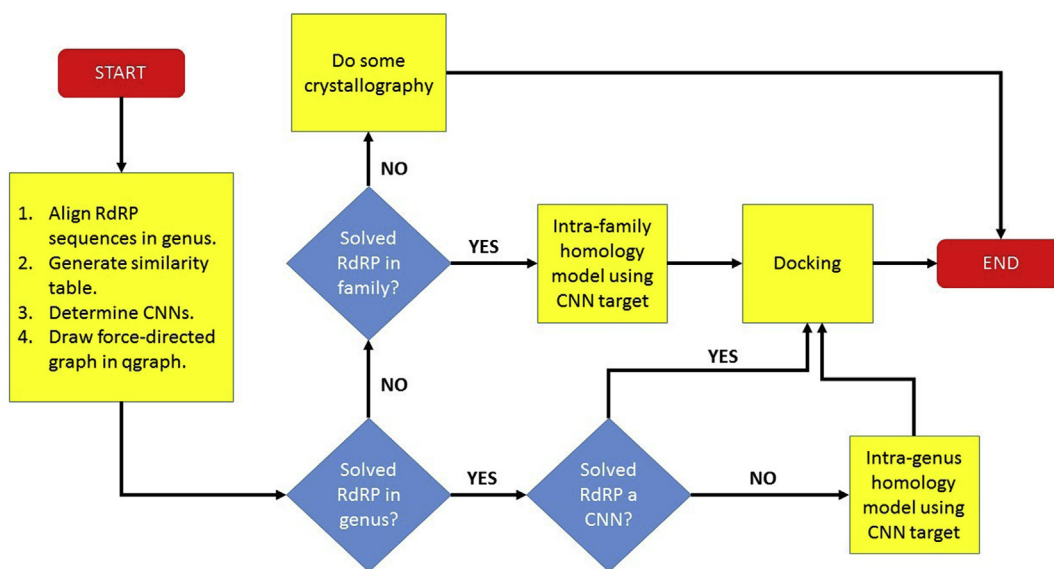 START
1. Align RdRP
sequences in genus.
2. Generate similarity
table.
3. Determine CNNs.
4. Draw force-directed
graph in qgraph.
Do some
crystallography
NO
Solved
RdRP in
family?
YES
Intra-family
homology
model using
CNN target
Docking
END
NO
YES
Solved
RdRP in
genus?
YES
Solved
RdRP a
CNN?
NO
Intra-genus
homology
model using
CNN target